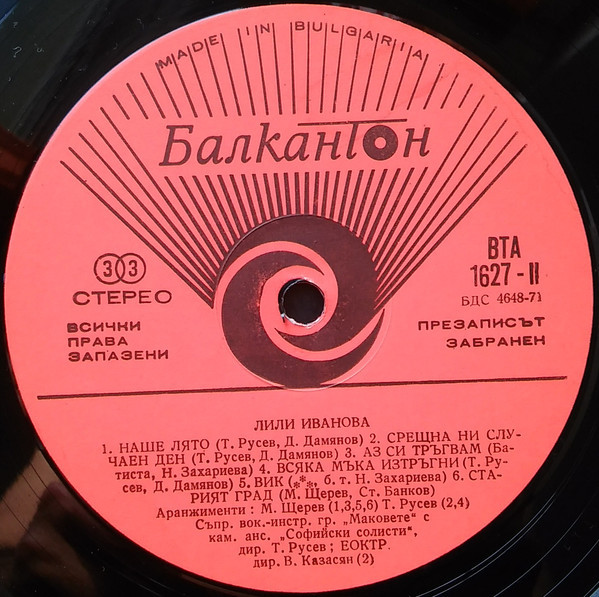 MADE IN BULGARIA
Балкантон
33
СТЕРЕО
ВСИЧКИ
ПРАВА
ЗАПАЗЕНИ
ВТА
1627 - II
БДС 4648-71
ПРЕЗАПИСЪТ
ЗАБРАНЕН
ЛИЛИ ИВАНОВА
1. НАШЕ ЛЯТО (Т. Русев, Д. Дамянов) 2. СРЕЩНА НИ СЛУ-
ЧАЕН ДЕН (Т. Русев, Д. Дамянов) 3. АЗ СИ ТРЪГВАМ (Ба-
тиста, Н. Захариева) 4. ВСЯКА МЪКА ИЗТРЪГНИ (Т. Ру-
сев, Д. Дамянов) 5. ВИК (***, б. т. Н. Захариева) 6. СТА-
РИЯТ ГРАД (М. Щерев, Ст. Банков)
Аранжименти : М. Щерев (1,3,5,6) Т. Русев (2,4)
Съпр. вок.-инстр. гр. „Маковете“ с
кам. анс. „Софийски солисти“,
дир. Т. Русев ; ЕОКТР.
дир. В. Казасян (2)